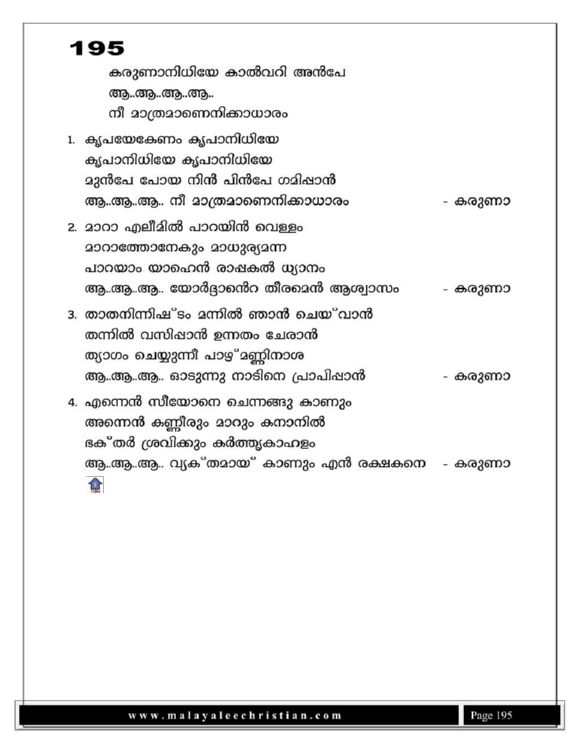 195
കരുണാനിധിയേ കാൽവറി അൻപേ
ആ..ആ..ആ..ആ..
നീ മാത്രമാണെനിക്കാധാരം
1. കൃപയേകേണം കൃപാനിധിയേ
കൃപാനിധിയേ കൃപാനിധിയേ
മുൻപേ പോയ നിൻ പിൻപേ ഗമിപ്പാൻ
ആ..ആ..ആ.. നീ മാത്രമാണെനിക്കാധാരം - കരുണാ
2. മാറാ എലീമിൽ പാറയിൻ വെള്ളം
മാറാത്തോനേകും മാധുര്യമന്ന
പാറയാം യാഹെൻ രാപ്പകൽ ധ്യാനം
ആ..ആ..ആ.. യോർദ്ദാന്റെ തീരമെൻ ആശ്വാസം - കരുണാ
3. താതനിന്നിഷ്ടം മന്നിൽ ഞാൻ ചെയ്‌വാൻ
തന്നിൽ വസിപ്പാൻ ഉന്നതം ചേരാൻ
ത്യാഗം ചെയ്യുന്നീ പാഴ്മണ്ണിനാശ
ആ..ആ..ആ.. ഓടുന്നു നാടിനെ പ്രാപിപ്പാൻ - കരുണാ
4. എന്നെൻ സീയോനെ ചെന്നങ്ങു കാണും
അന്നെൻ കണ്ണീരും മാറും കനാനിൽ
ഭക്തർ ശ്രവിക്കും കർത്തൃകാഹളം
ആ..ആ..ആ.. വ്യക്തമായ് കാണും എൻ രക്ഷകനെ - കരുണാ
www.malayaleechristian.com Page 195